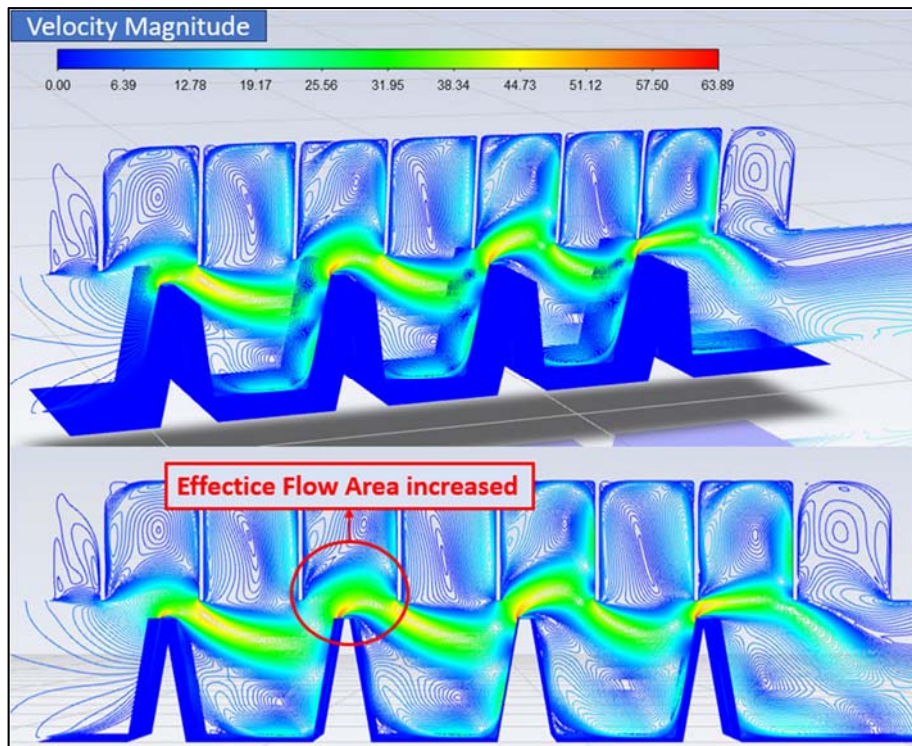 Velocity Magnitude
0.00 6.39 12.78 19.17 25.56 31.95 38.34 44.73 51.12 57.50 63.89
Effectice Flow Area increased